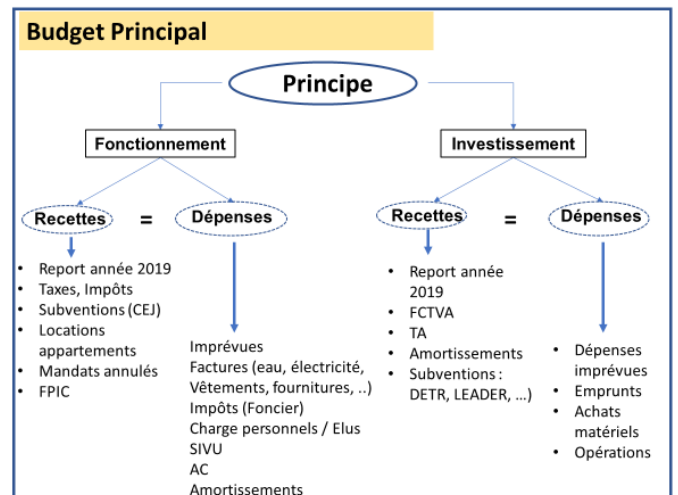 Budget Principal
Principe
Fonctionnement
Investissement
Recettes
=
Dépenses
Recettes
=
Dépenses
• Report année 2019
• Taxes, Impôts
• Subventions (CEJ)
• Locations
appartements
• Mandats annulés
• FPIC
Imprévues
Factures (eau, électricité,
Vêtements, fournitures, ..)
Impôts (Foncier)
Charge personnels / Elus
SIVU
AC
Amortissements
• Report année
2019
• FCTVA
• TA
• Amortissements
• Subventions :
DETR, LEADER, …)
• Dépenses
imprévues
• Emprunts
• Achats
matériels
• Opérations